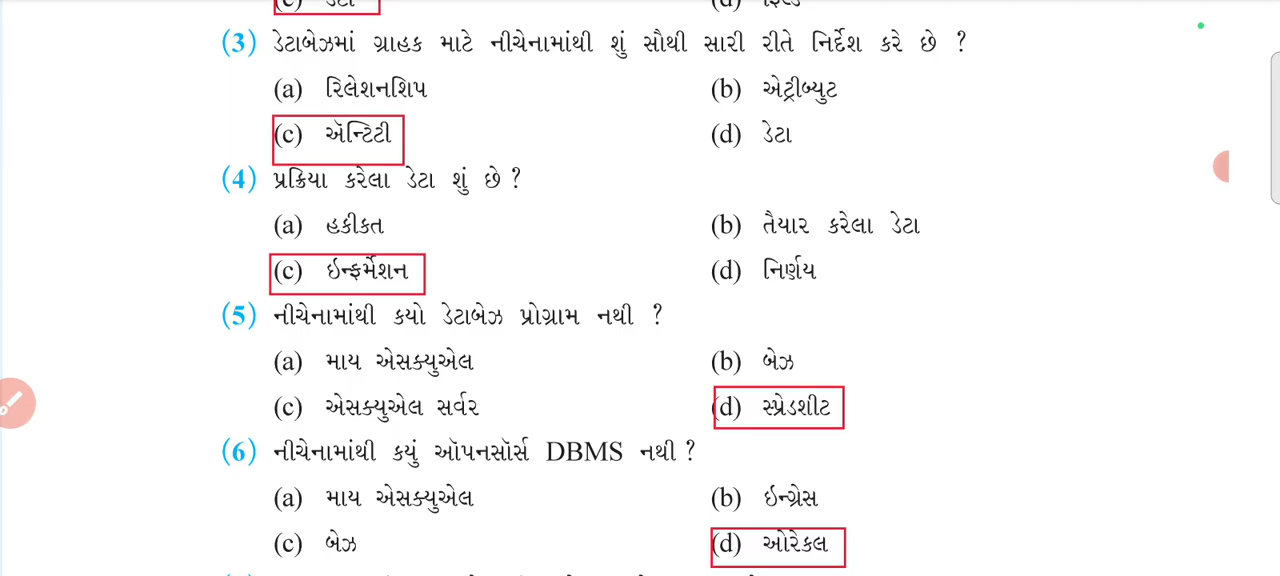 (c) ડેટા
(3) ડેટાબેઝમાં ગ્રાહક માટે નીચેનામાંથી શું સૌથી સારી રીતે નિર્દેશ કરે છે ?
(a) રિલેશનશિપ (b) એટ્રીબ્યુટ
(c) ઍન્ટિટી (d) ડેટા
(4) પ્રક્રિયા કરેલા ડેટા શું છે ?
(a) હકીકત (b) તૈયાર કરેલા ડેટા
(c) ઇન્ફર્મેશન (d) નિર્ણય
(5) નીચેનામાંથી કયો ડેટાબેઝ પ્રોગ્રામ નથી ?
(a) માય એસક્યુએલ (b) બેઝ
(c) એસક્યુએલ સર્વર (d) સ્પ્રેડશીટ
(6) નીચેનામાંથી કયું ઑપનસૉર્સ DBMS નથી ?
(a) માય એસક્યુએલ (b) ઇન્ગ્રેસ
(c) બેઝ (d) ઓરેકલ